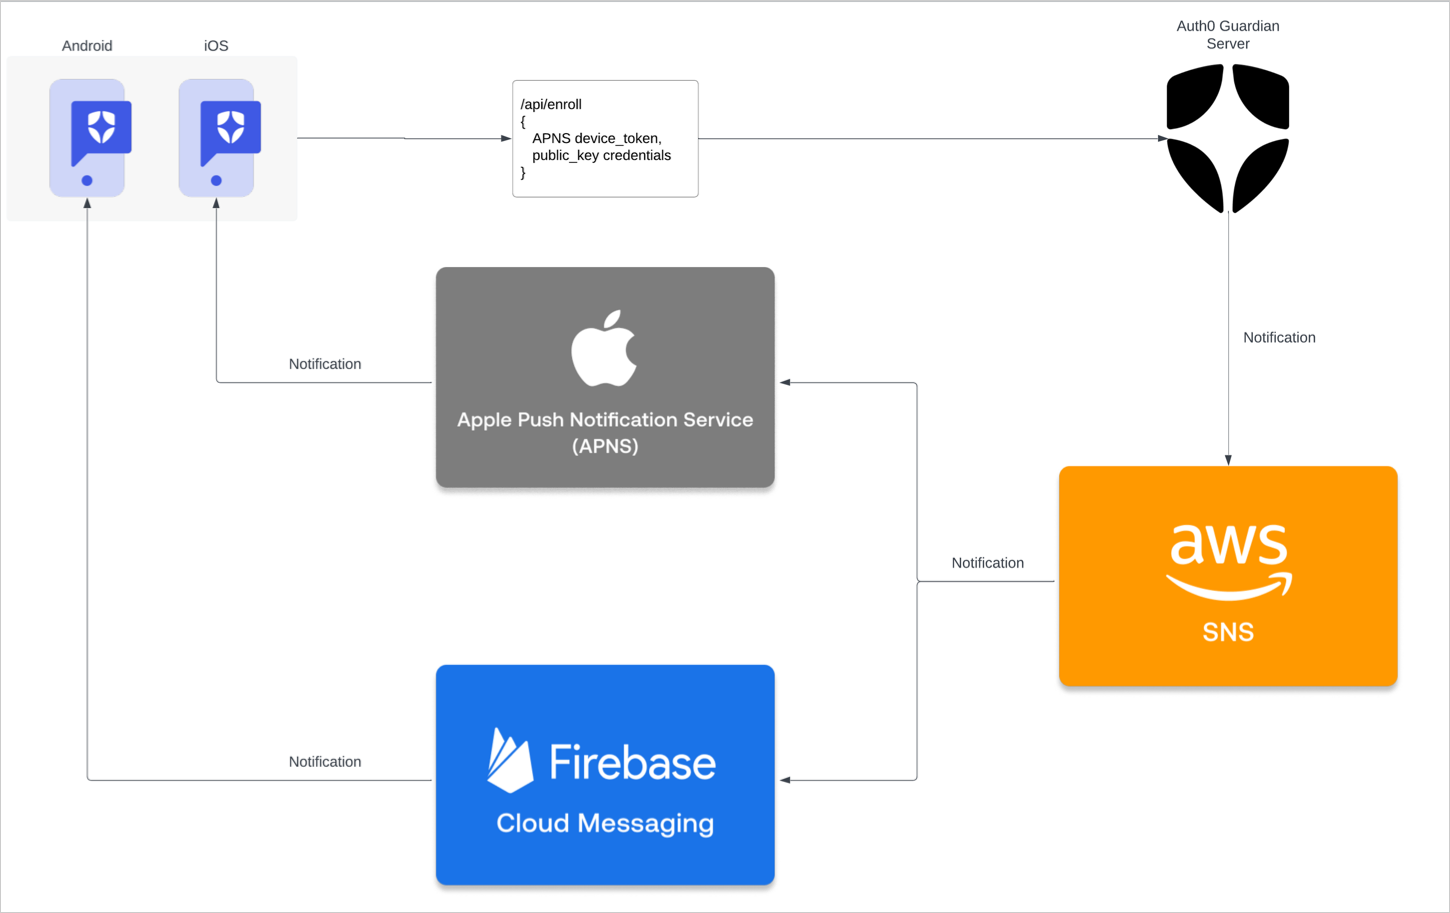 Android
iOS
Auth0 Guardian
Server
/api/enroll
{
APNS device_token,
public_key credentials
}
Notification
Notification
Apple Push Notification Service
(APNS)
Notification
aws
SNS
Notification
Firebase
Cloud Messaging